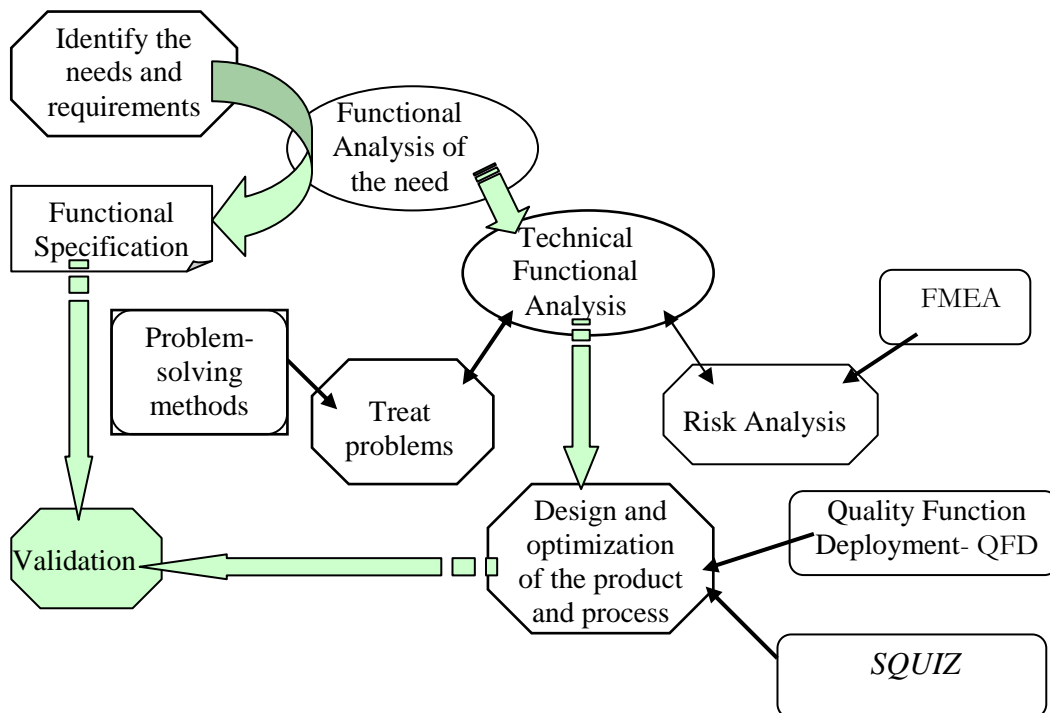 Identify the
needs and
requirements
Functional
Analysis of
the need
Functional
Specification
Technical
Functional
Analysis
FMEA
Problem-
solving
methods
Treat
problems
Risk Analysis
Design and
optimization
of the product
and process
Quality Function
Deployment- QFD
Validation
SQUIZ